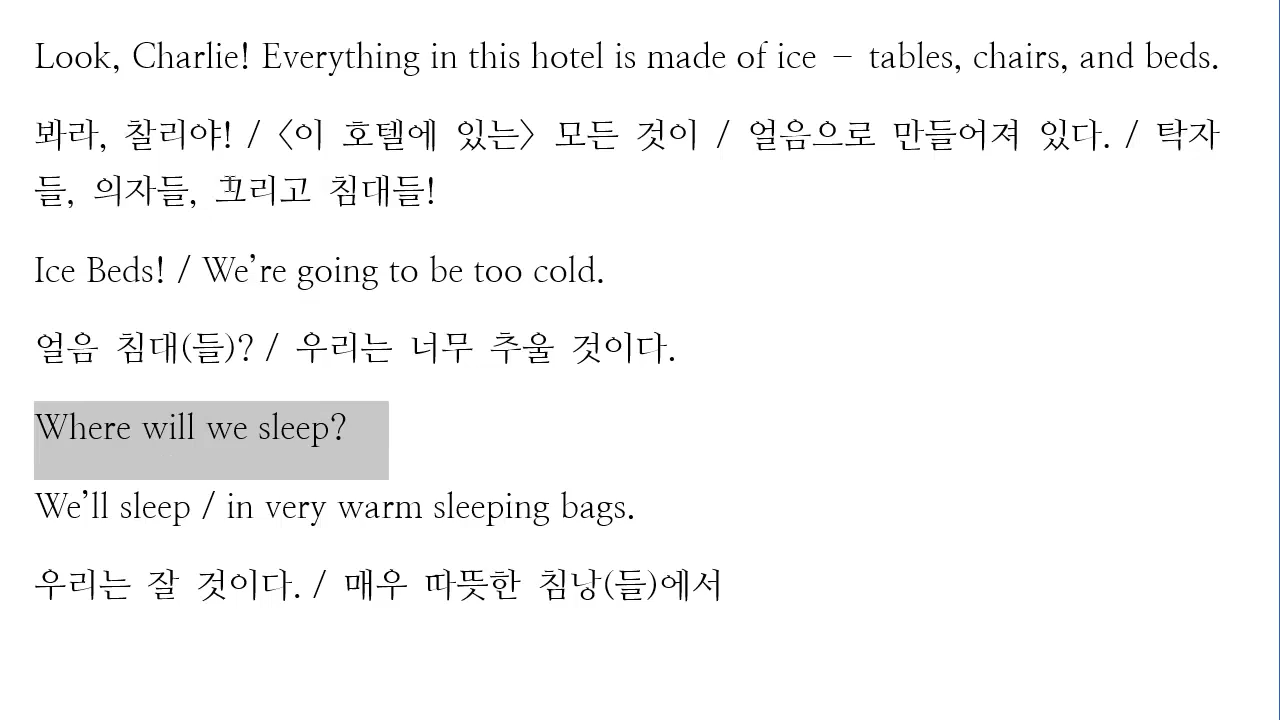 Look, Charlie! Everything in this hotel is made of ice – tables, chairs, and beds.
봐라, 찰리야! / 〈이 호텔에 있는〉 모든 것이 / 얼음으로 만들어져 있다. / 탁자
들, 의자들, 그리고 침대들!
Ice Beds! / We’re going to be too cold.
얼음 침대(들)? / 우리는 너무 추울 것이다.
Where will we sleep?
We’ll sleep / in very warm sleeping bags.
우리는 잘 것이다. / 매우 따뜻한 침낭(들)에서